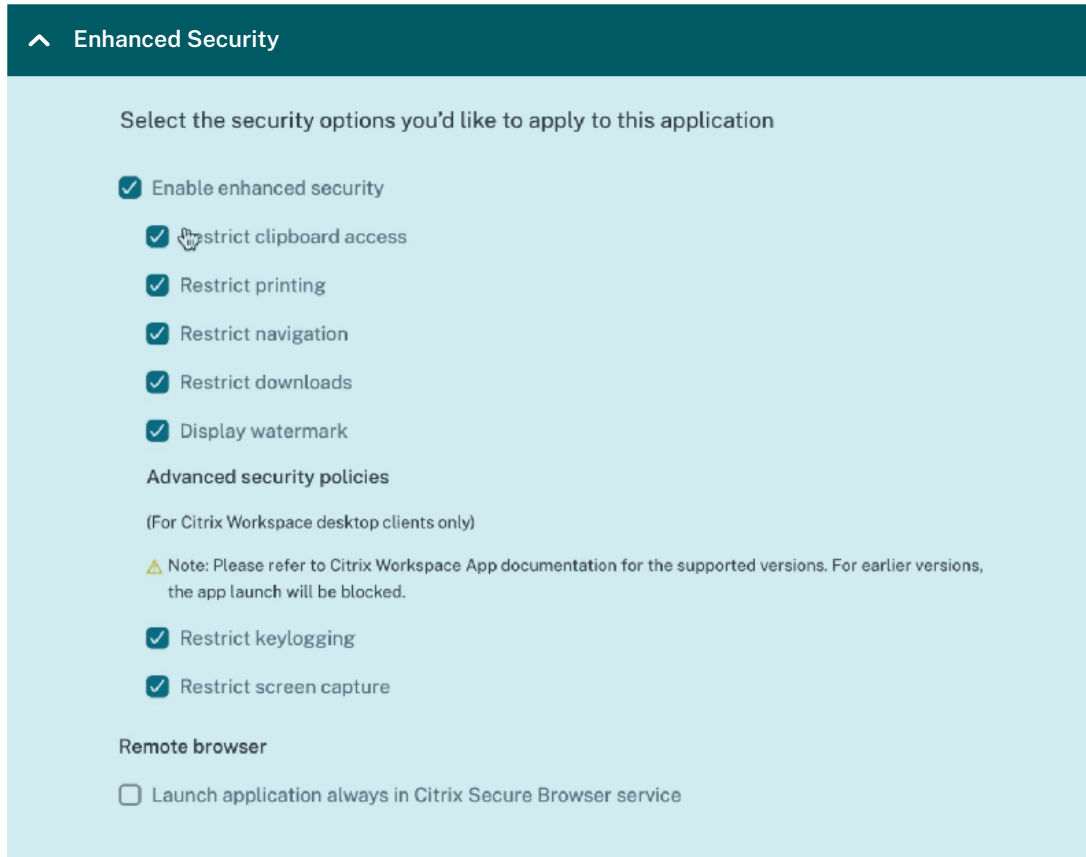 Enhanced Security
Select the security options you’d like to apply to this application
Enable enhanced security
estrict clipboard access
Restrict printing
Restrict navigation
Restrict downloads
Display watermark
Advanced security policies
(For Citrix Workspace desktop clients only)
Note: Please refer to Citrix Workspace App documentation for the supported versions. For earlier versions,
the app launch will be blocked.
Restrict keylogging
Restrict screen capture
Remote browser
Launch application always in Citrix Secure Browser service